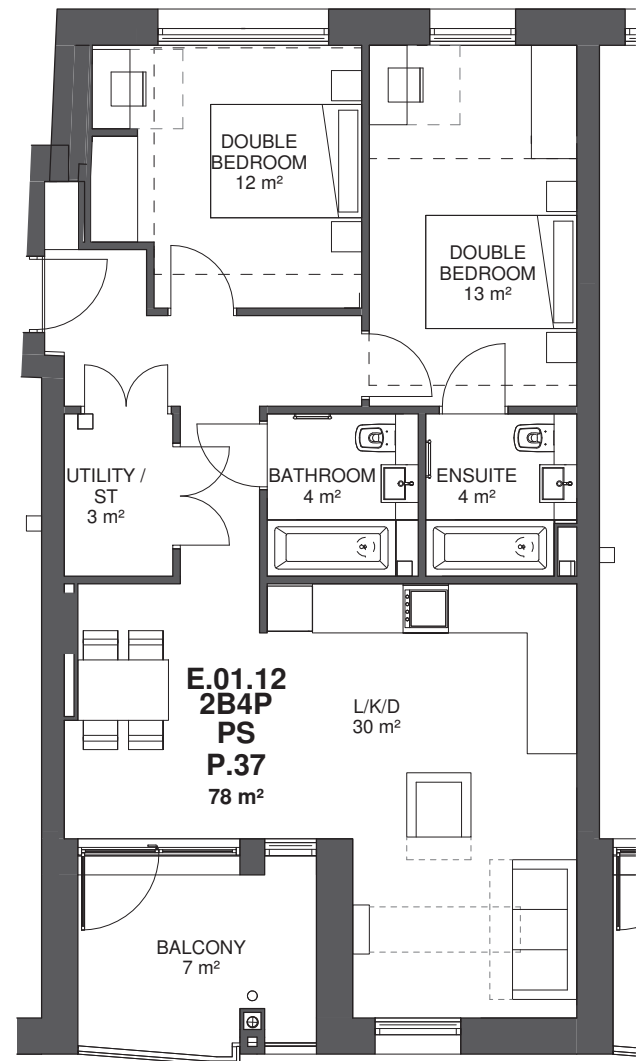 DOUBLE
BEDROOM
12 m²
DOUBLE
BEDROOM
13 m²
UTILITY /
ST
3 m²
BATHROOM
4 m²
ENSUITE
4 m²
E.01.12
2B4P
PS
P.37
78 m²
L/K/D
30 m²
BALCONY
7 m²